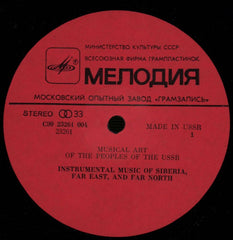 МИНИСТЕРСТВО КУЛЬТУРЫ СССР
ВСЕСОЮЗНАЯ ФИРМА ГРАМПЛАСТИНОК
МЕЛОДИЯ
МОСКОВСКИЙ ОПЫТНЫЙ ЗАВОД «ГРАМЗАПИСЬ»
STEREO 33
C90 23261 004
23261
MADE IN USSR
1
MUSICAL ART
OF THE PEOPLES OF THE USSR
INSTRUMENTAL MUSIC OF SIBERIA,
FAR EAST, AND FAR NORTH